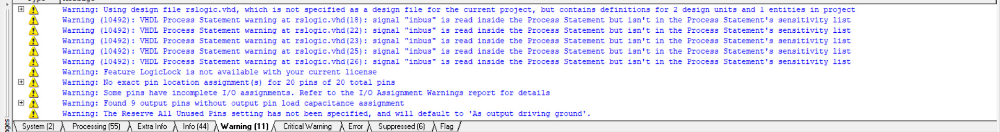 Warning: Using design file rslogic.vhd, which is not specified as a design file for the current project, but contains definitions for 2 design units and 1 entities in project
Warning (10492): VHDL Process Statement warning at rslogic.vhd(18): signal "inbus" is read inside the Process Statement but isn't in the Process Statement's sensitivity list
Warning (10492): VHDL Process Statement warning at rslogic.vhd(22): signal "inbus" is read inside the Process Statement but isn't in the Process Statement's sensitivity list
Warning (10492): VHDL Process Statement warning at rslogic.vhd(23): signal "inbus" is read inside the Process Statement but isn't in the Process Statement's sensitivity list
Warning (10492): VHDL Process Statement warning at rslogic.vhd(25): signal "inbus" is read inside the Process Statement but isn't in the Process Statement's sensitivity list
Warning (10492): VHDL Process Statement warning at rslogic.vhd(26): signal "inbus" is read inside the Process Statement but isn't in the Process Statement's sensitivity list
Warning: Feature LogicLock is not available with your current license
Warning: No exact pin location assignment(s) for 20 pins of 20 total pins
Warning: Some pins have incomplete I/O assignments. Refer to the I/O Assignment Warnings report for details
Warning: Found 9 output pins without output pin load capacitance assignment
Warning: The Reserve All Unused Pins setting has not been specified, and will default to 'As output driving ground'.
System (2) Processing (55) Extra Info Info (44) Warning (11) Critical Warning Error Suppressed (6) Flag